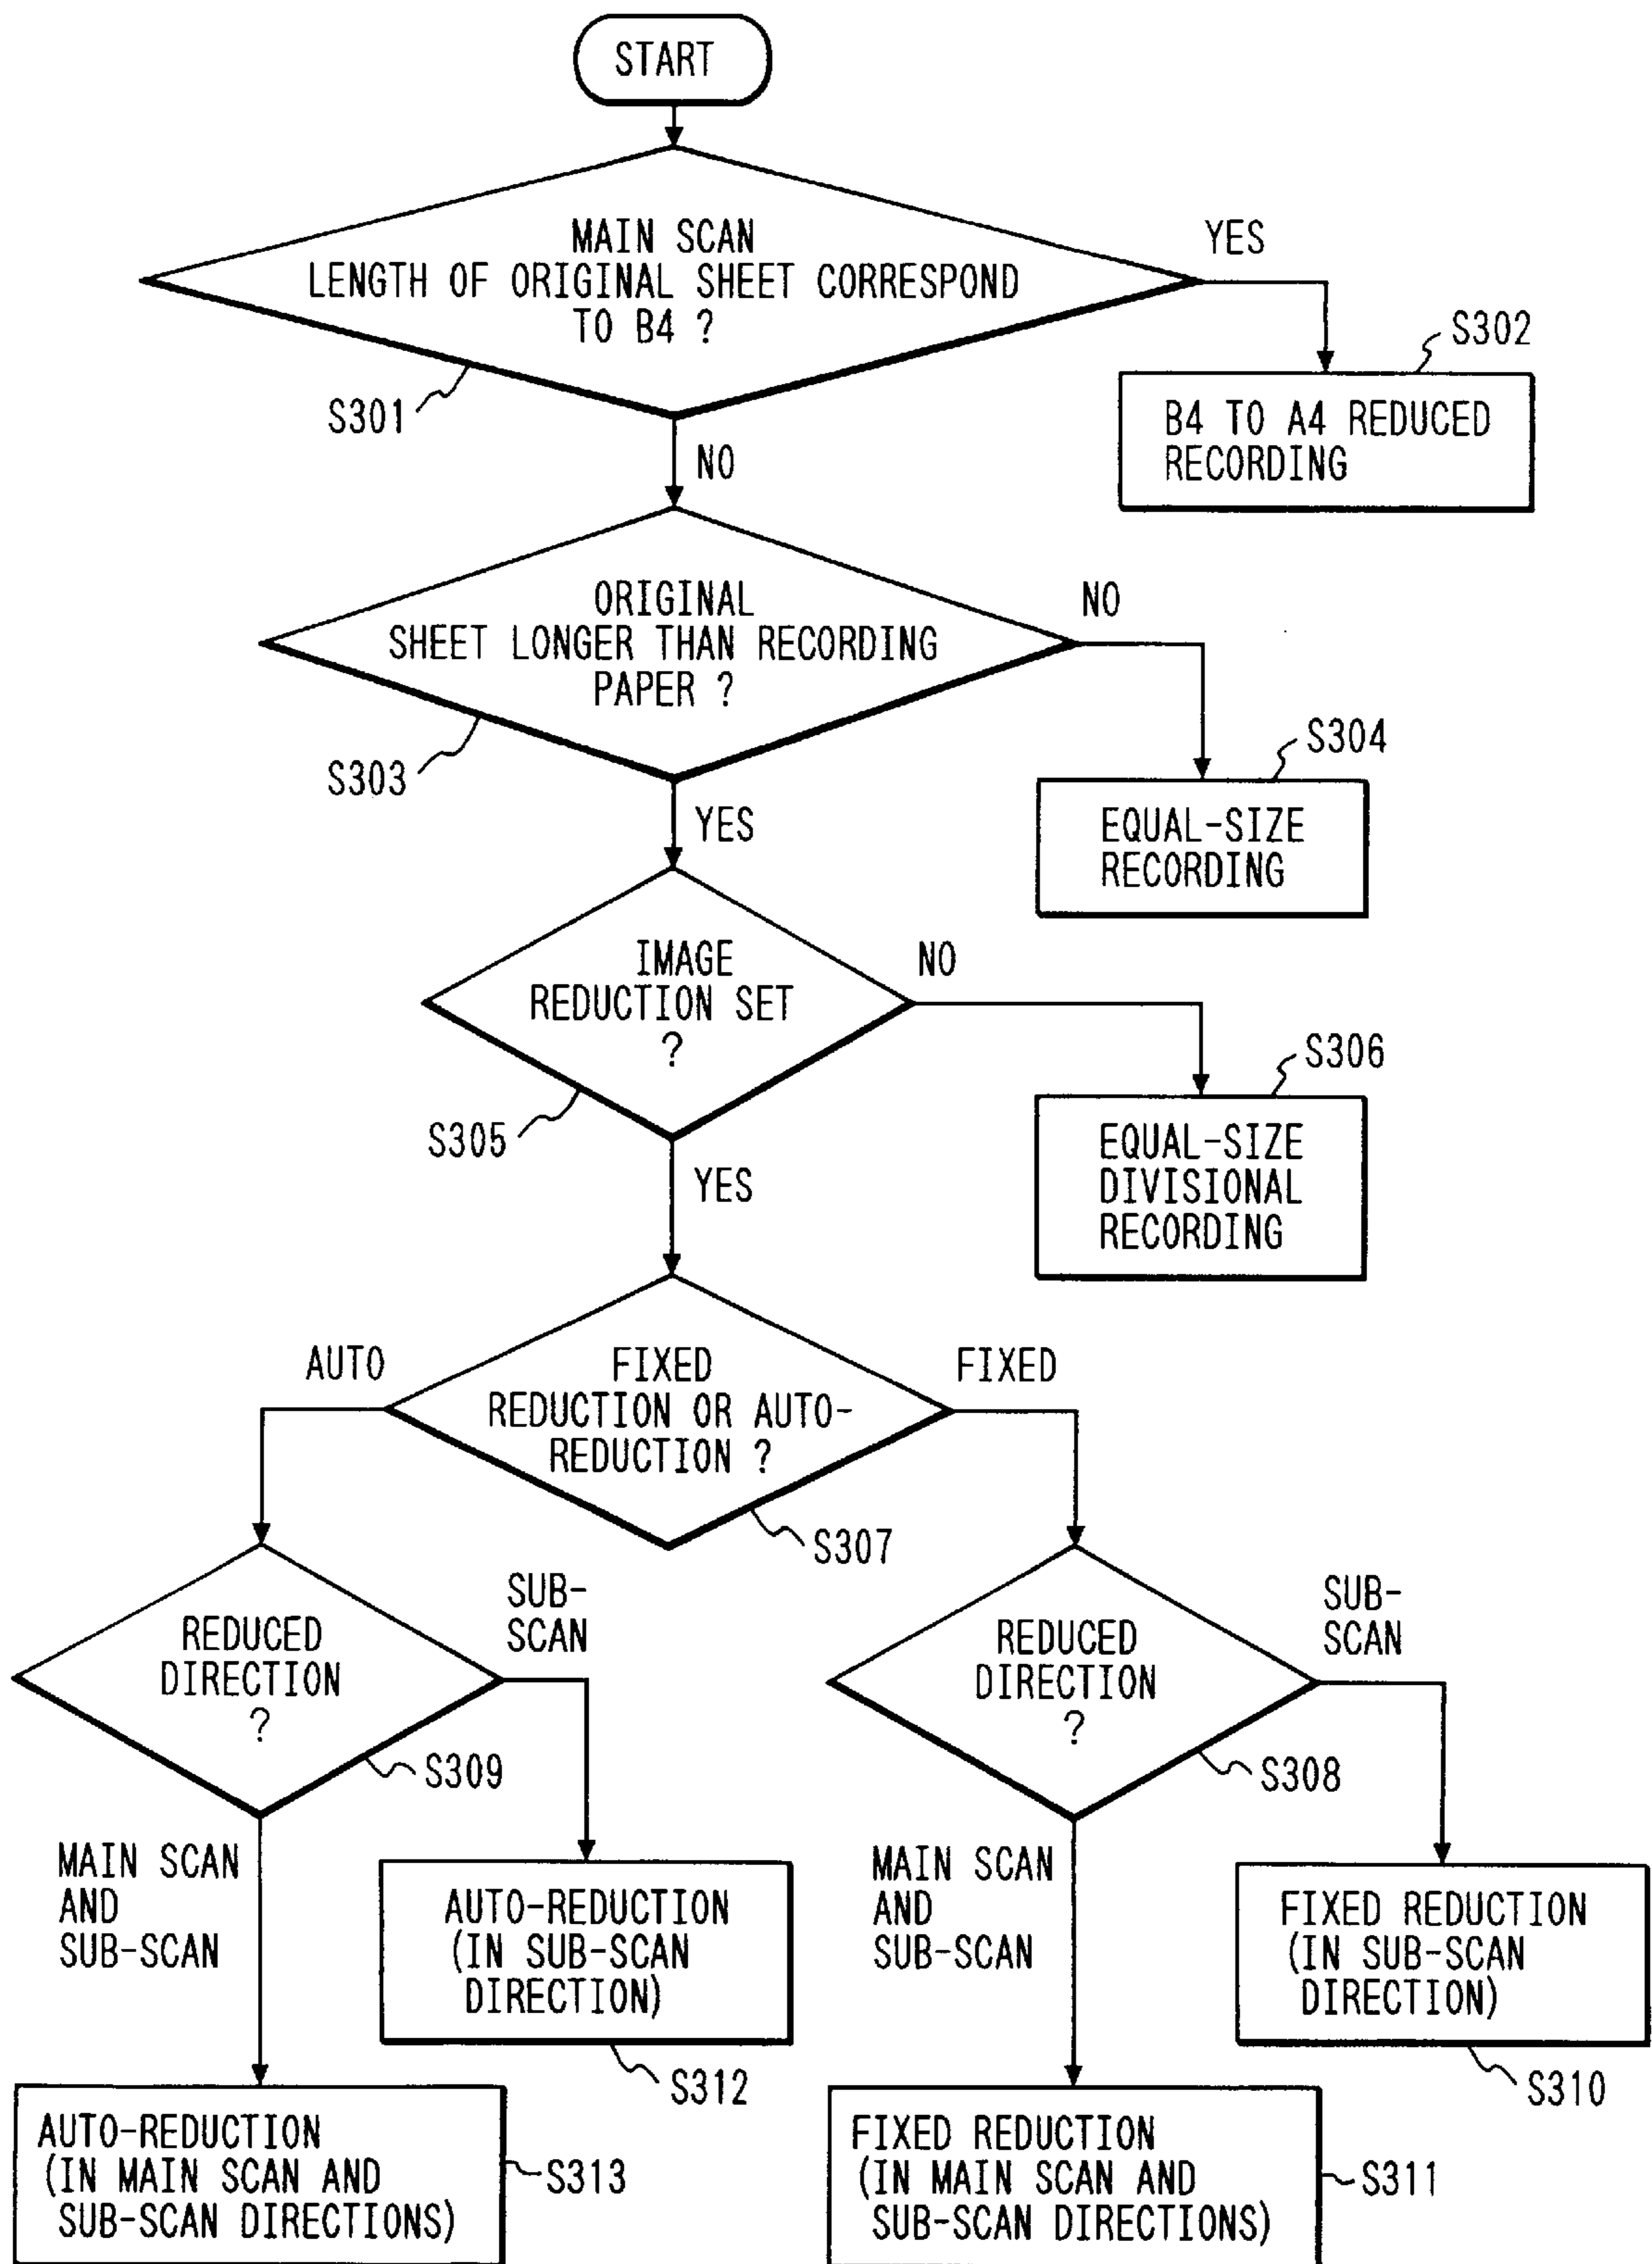 START
MAIN SCAN
LENGTH OF ORIGINAL SHEET CORRESPOND
TO B4 ?
YES
S301
S302
B4 TO A4 REDUCED
RECORDING
NO
ORIGINAL
SHEET LONGER THAN RECORDING
PAPER ?
NO
S303
S304
EQUAL-SIZE
RECORDING
YES
IMAGE
REDUCTION SET
?
NO
S305
S306
EQUAL-SIZE
DIVISIONAL
RECORDING
YES
AUTO
FIXED
REDUCTION OR AUTO-
REDUCTION ?
FIXED
S307
REDUCED
DIRECTION
?
SUB-
SCAN
S309
REDUCED
DIRECTION
?
SUB-
SCAN
S308
MAIN SCAN
AND
SUB-SCAN
AUTO-REDUCTION
(IN SUB-SCAN
DIRECTION)
S312
MAIN SCAN
AND
SUB-SCAN
FIXED REDUCTION
(IN SUB-SCAN
DIRECTION)
S310
AUTO-REDUCTION
(IN MAIN SCAN AND
SUB-SCAN DIRECTIONS)
S313
FIXED REDUCTION
(IN MAIN SCAN AND
SUB-SCAN DIRECTIONS)
S311